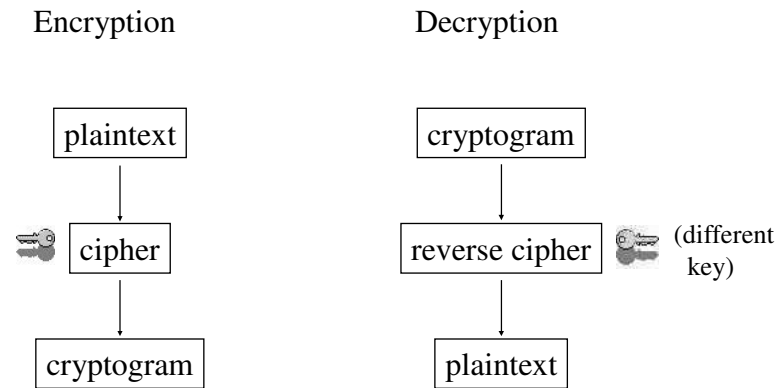 Encryption
plaintext
cipher
cryptogram
Decryption
cryptogram
reverse cipher
(different
key)
plaintext